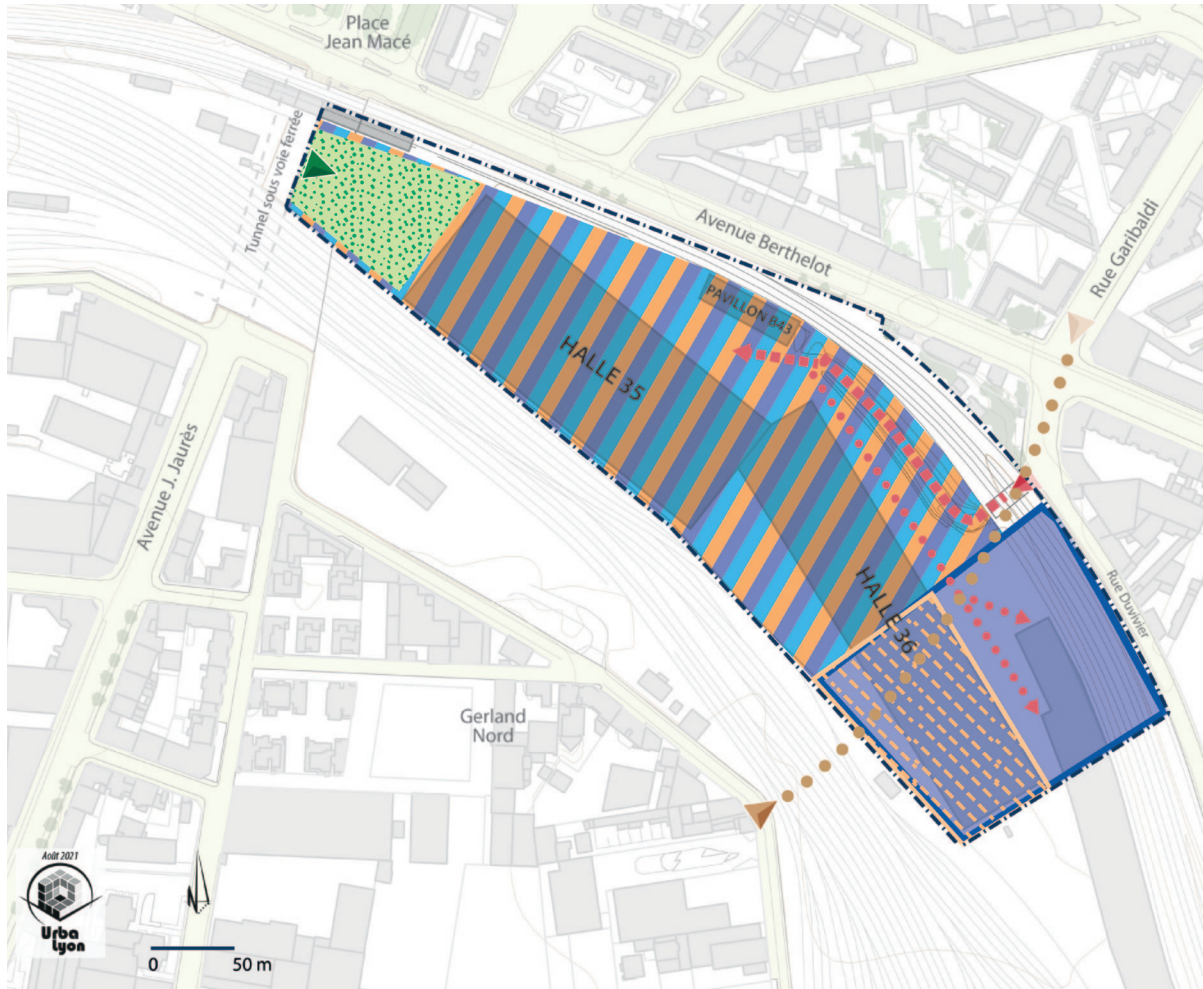 Place
Jean Macé
Tunnel sous voie ferrée
Avenue Berthelot
Rue Garibaldi
PAVILLON B43
HALLE 35
Avenue J. Jaurès
HALLE 36
Rue Duvivier
Gerland
Nord
Août 2021
Urba
Lyon
N
0 50 m